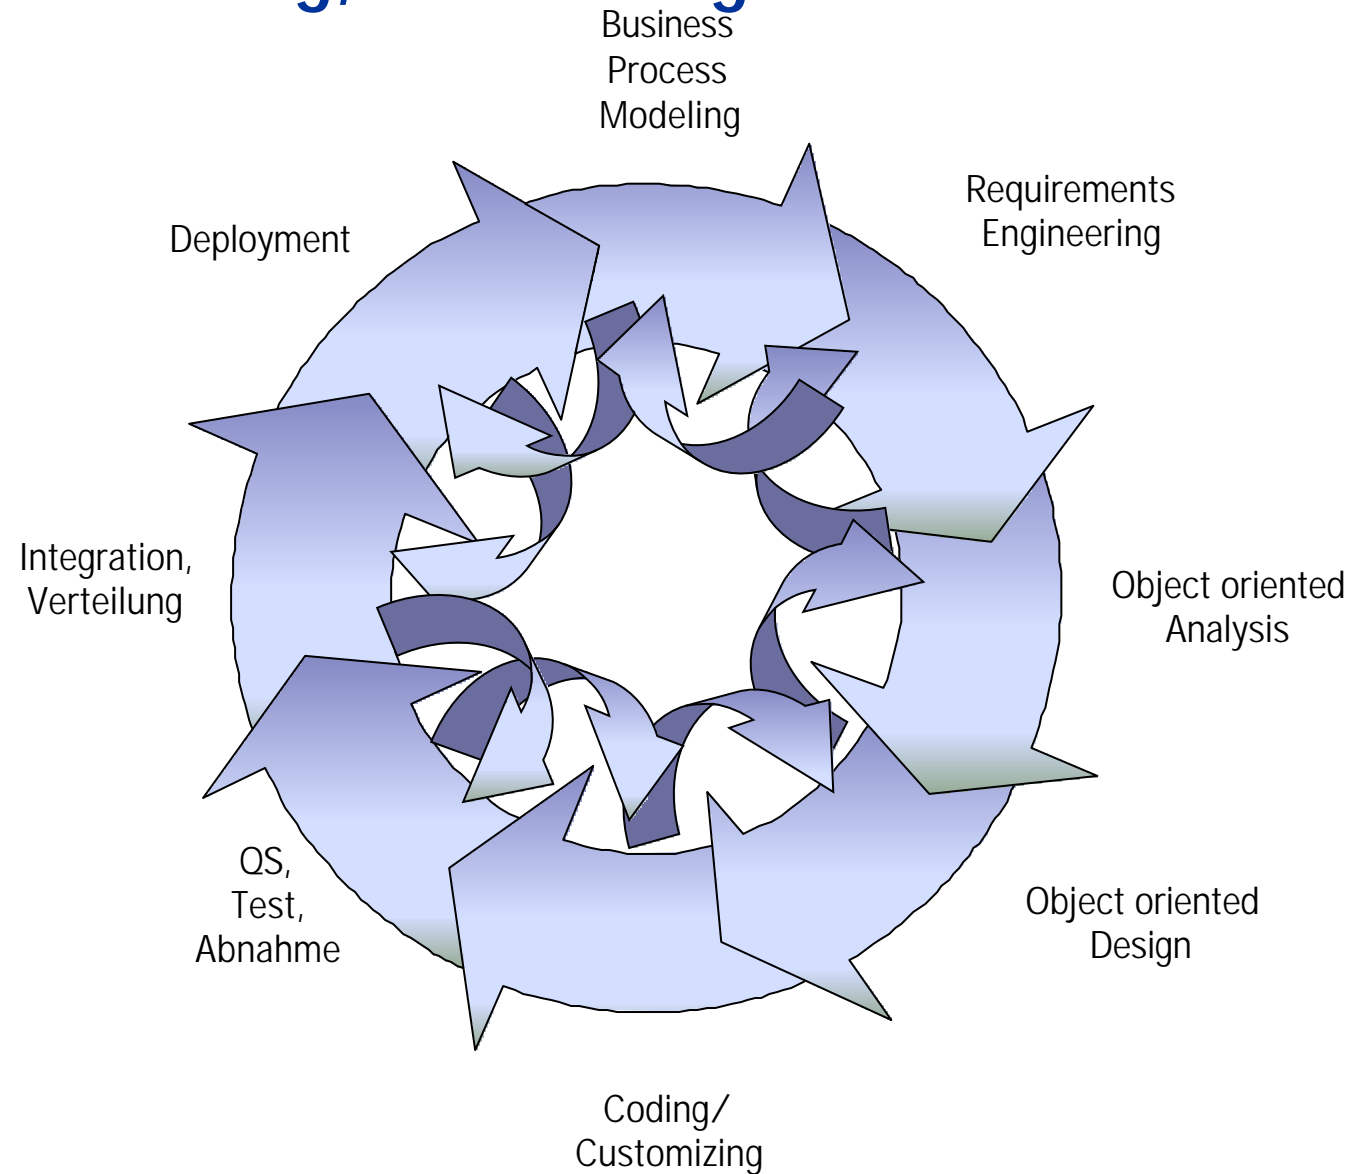 Business
Process
Modeling
Requirements
Engineering
Deployment
Integration,
Verteilung
Object oriented
Analysis
QS,
Test,
Abnahme
Object oriented
Design
Coding/
Customizing